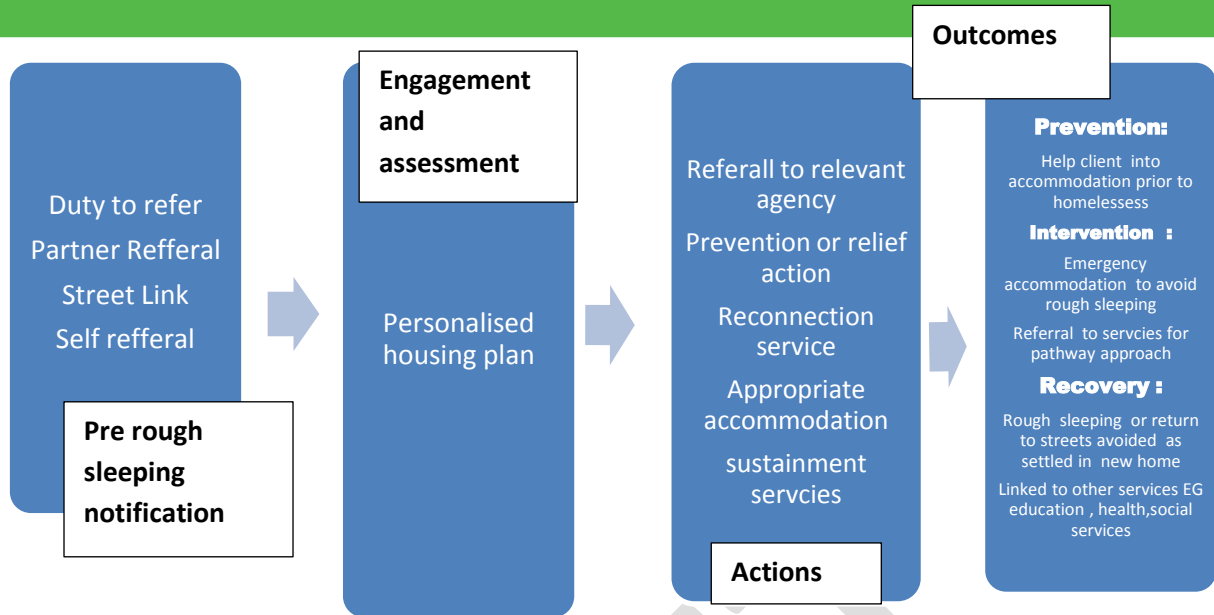 Duty to refer
Partner Refferal
Street Link
Self refferal
Pre rough
sleeping
notification
Engagement
and
assessment
Personalised
housing plan
Referall to relevant
agency
Prevention or relief
action
Reconnection
service
Appropriate
accommodation
sustainment
servcies
Actions
Outcomes
Prevention:
Help client into
accommodation prior to
homelessess
Intervention :
Emergency
accommodation to avoid
rough sleeping
Referral to servcies for
pathway approach
Recovery :
Rough sleeping or return
to streets avoided as
settled in new home
Linked to other services EG
education , health,social
services